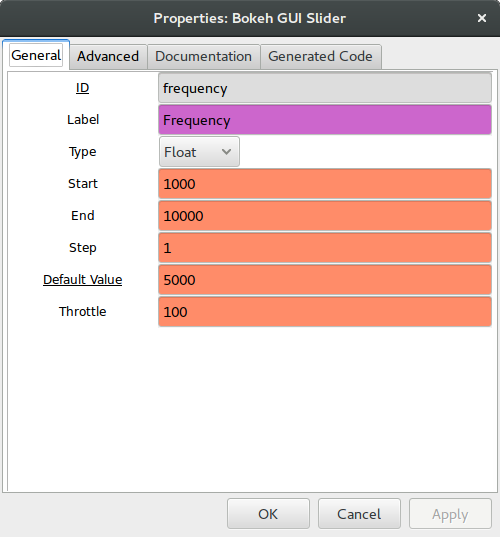 Properties: Bokeh GUI Slider ×
General Advanced Documentation Generated Code
ID frequency
Label Frequency
Type Float
Start 1000
End 10000
Step 1
Default Value 5000
Throttle 100
OK Cancel Apply